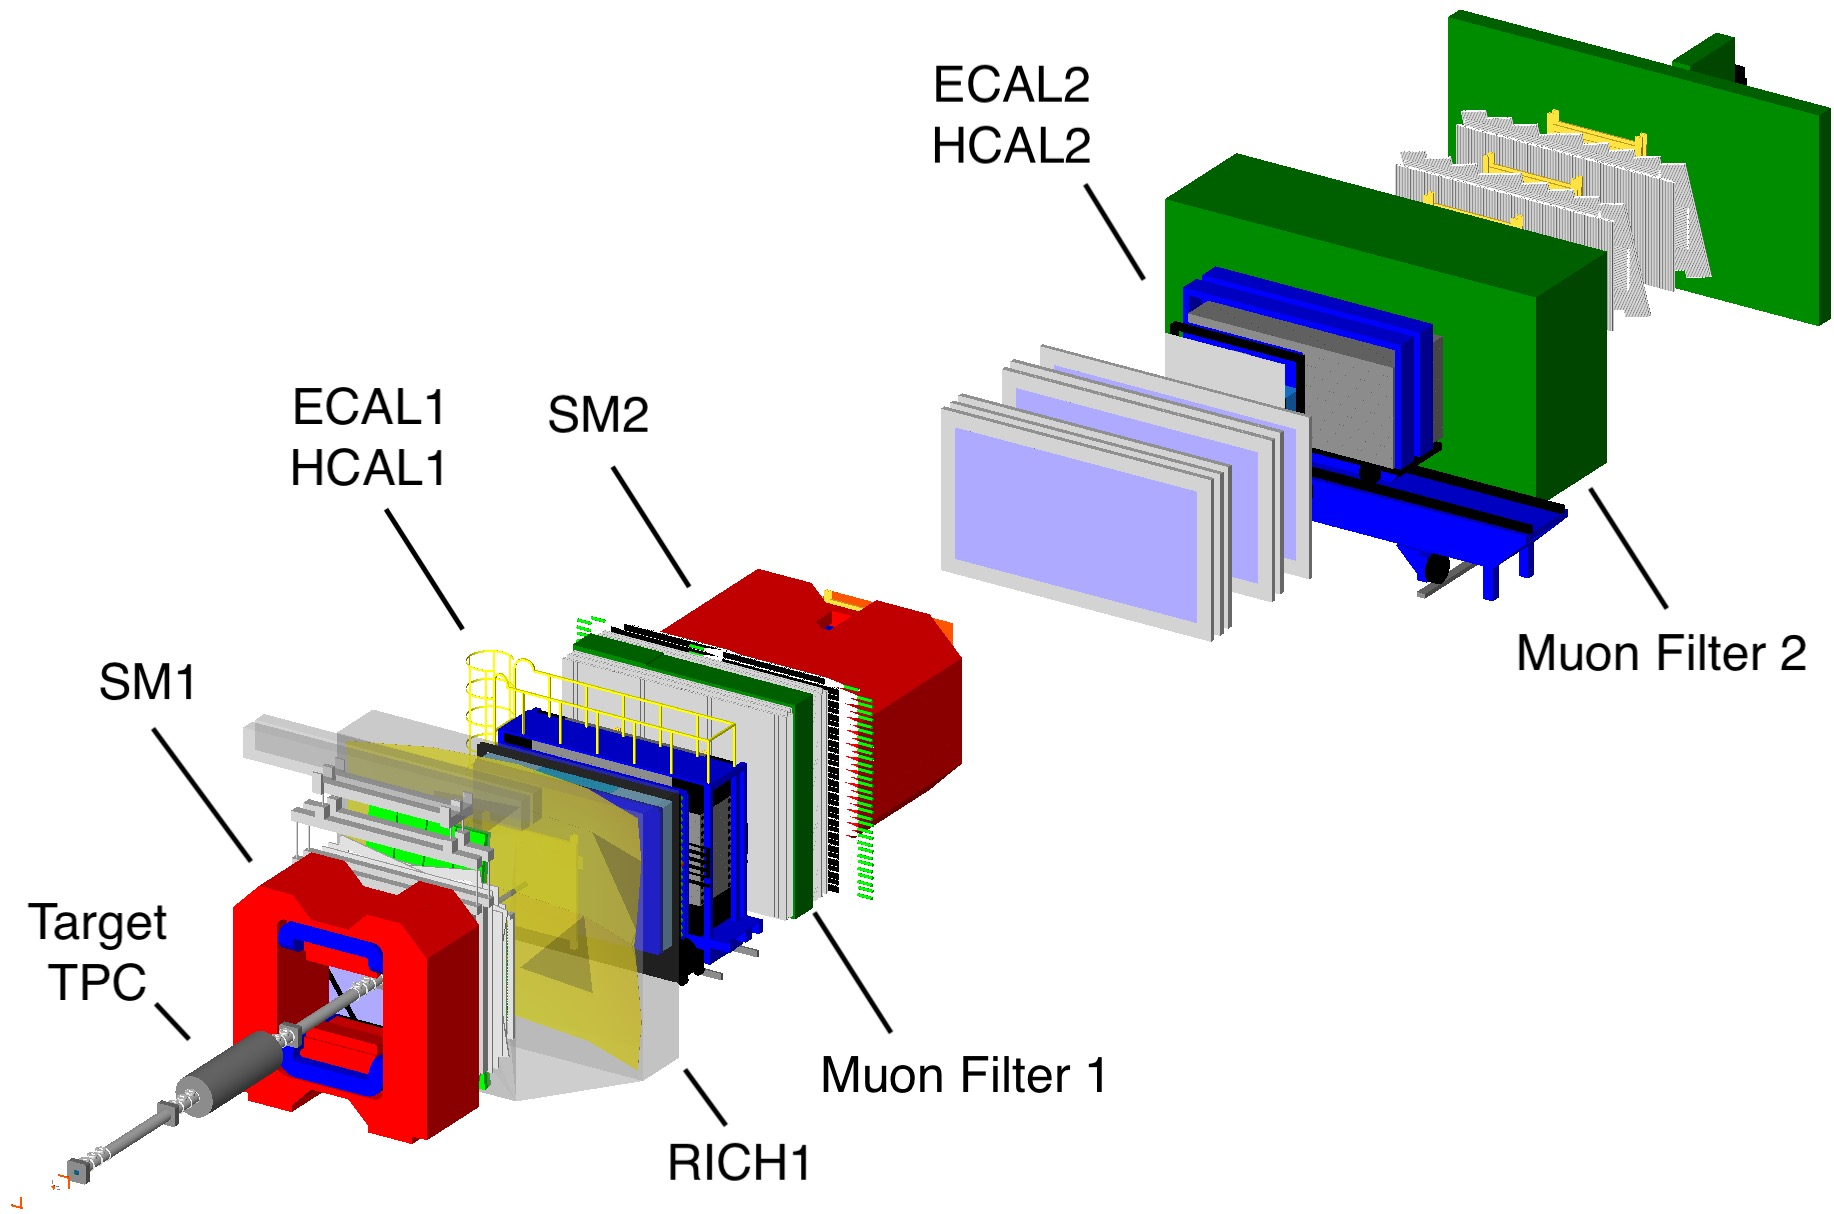 ECAL2
HCAL2
ECAL1
HCAL1
SM2
SM1
Muon Filter 2
Target
TPC
Muon Filter 1
RICH1